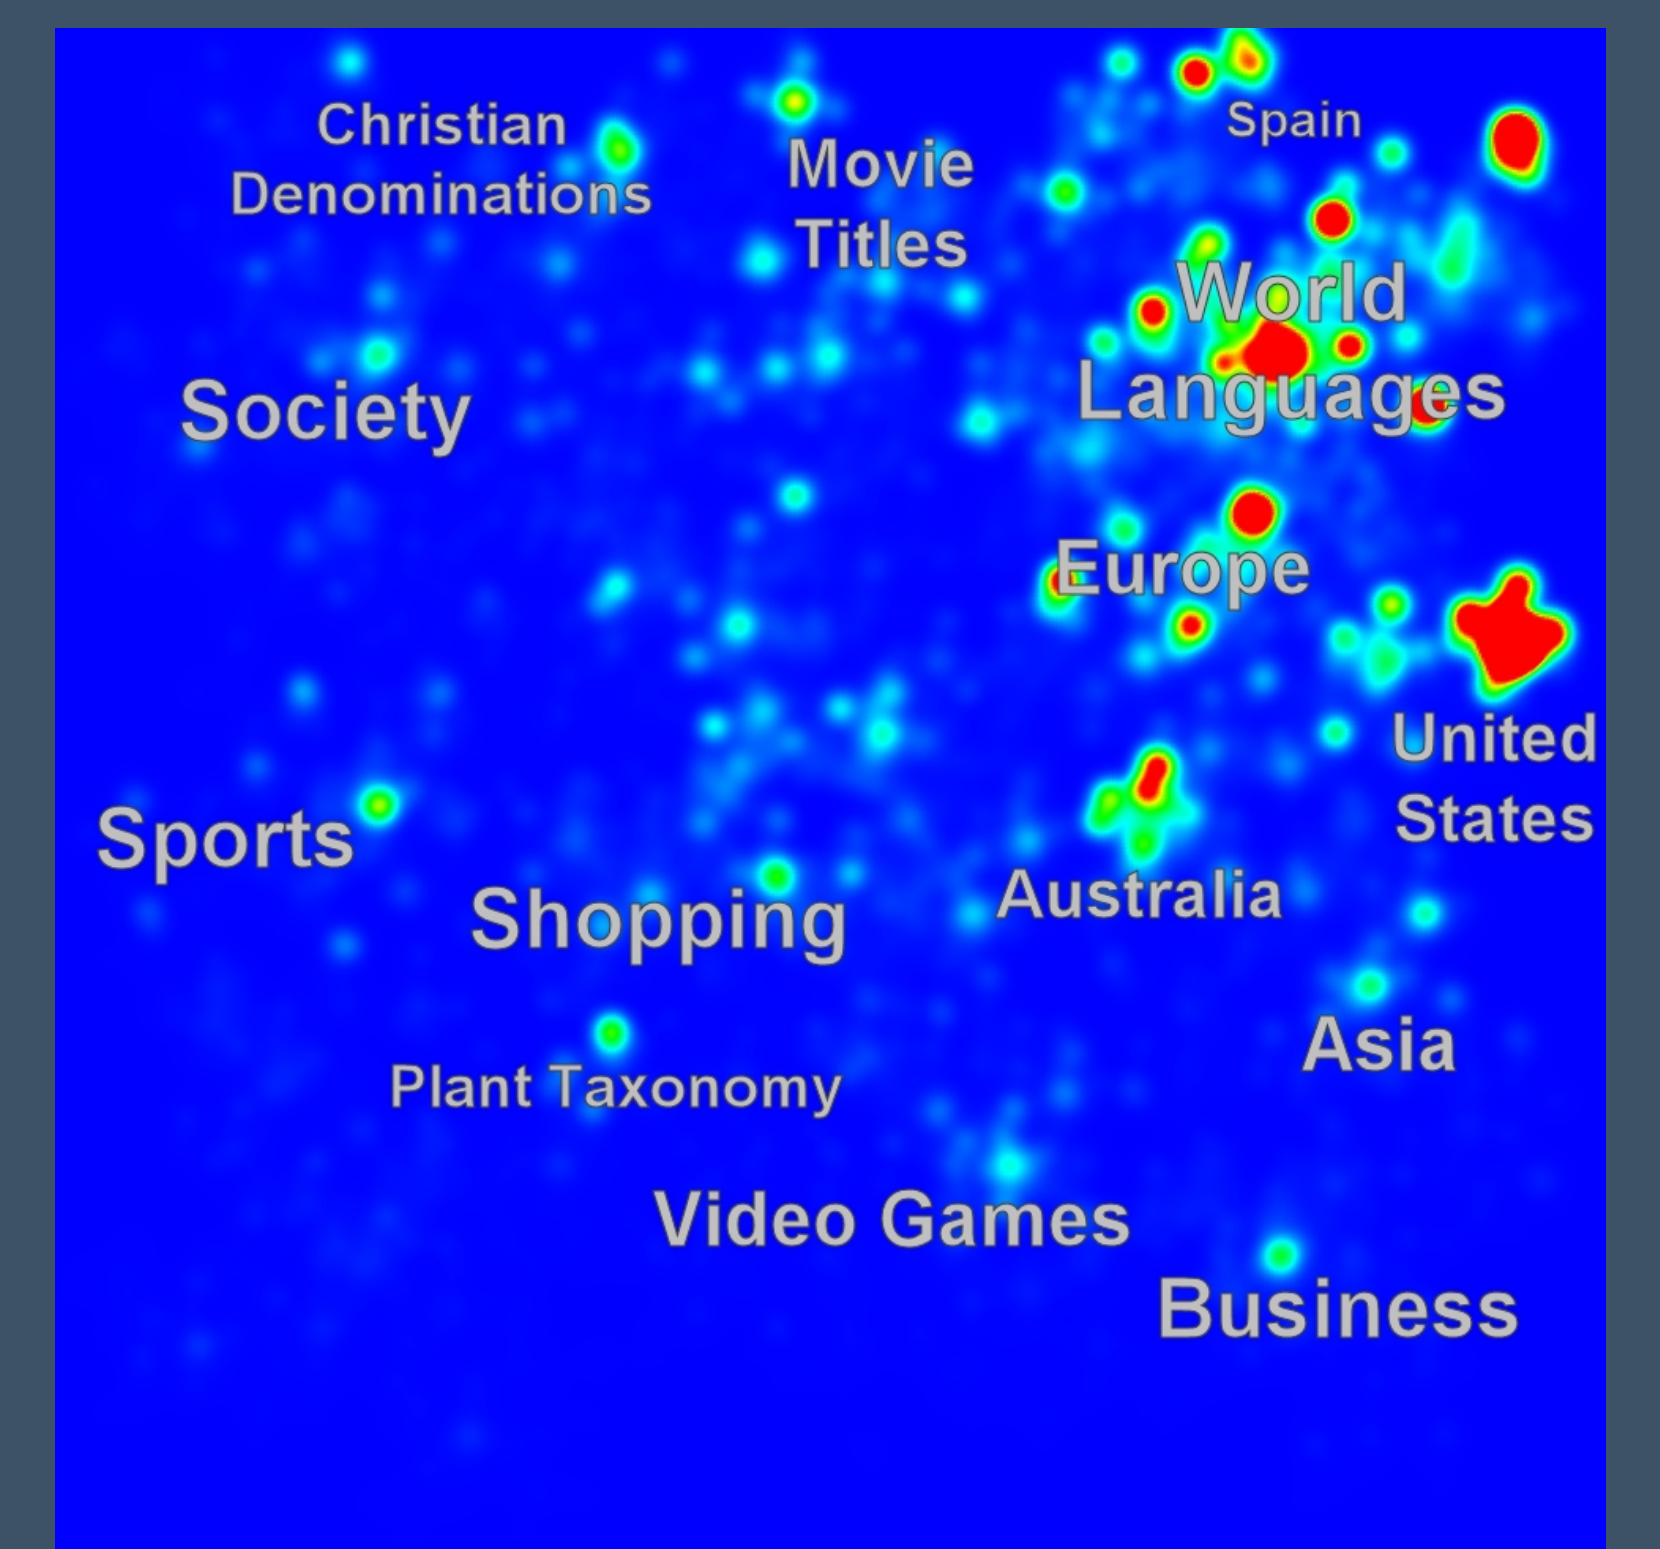 Christian
Denominations
Movie
Titles
Spain
World
Languages
Society
Europe
United
States
Sports
Shopping
Australia
Asia
Plant Taxonomy
Video Games
Business